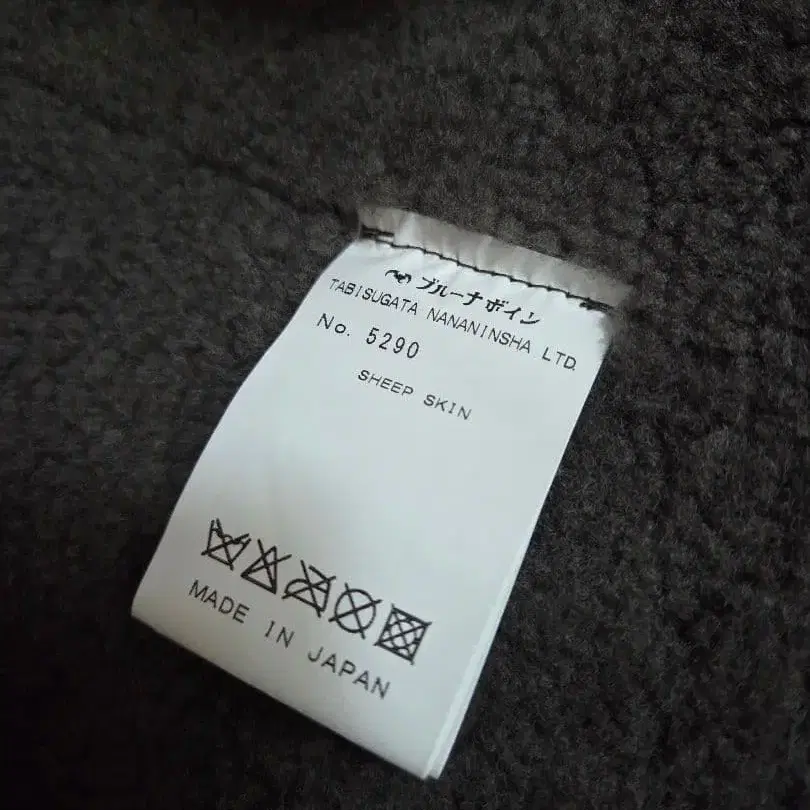 ブルーナボイン
TABISUGATA NANANINSHA LTD.
No. 5290
SHEEP SKIN
MADE IN JAPAN